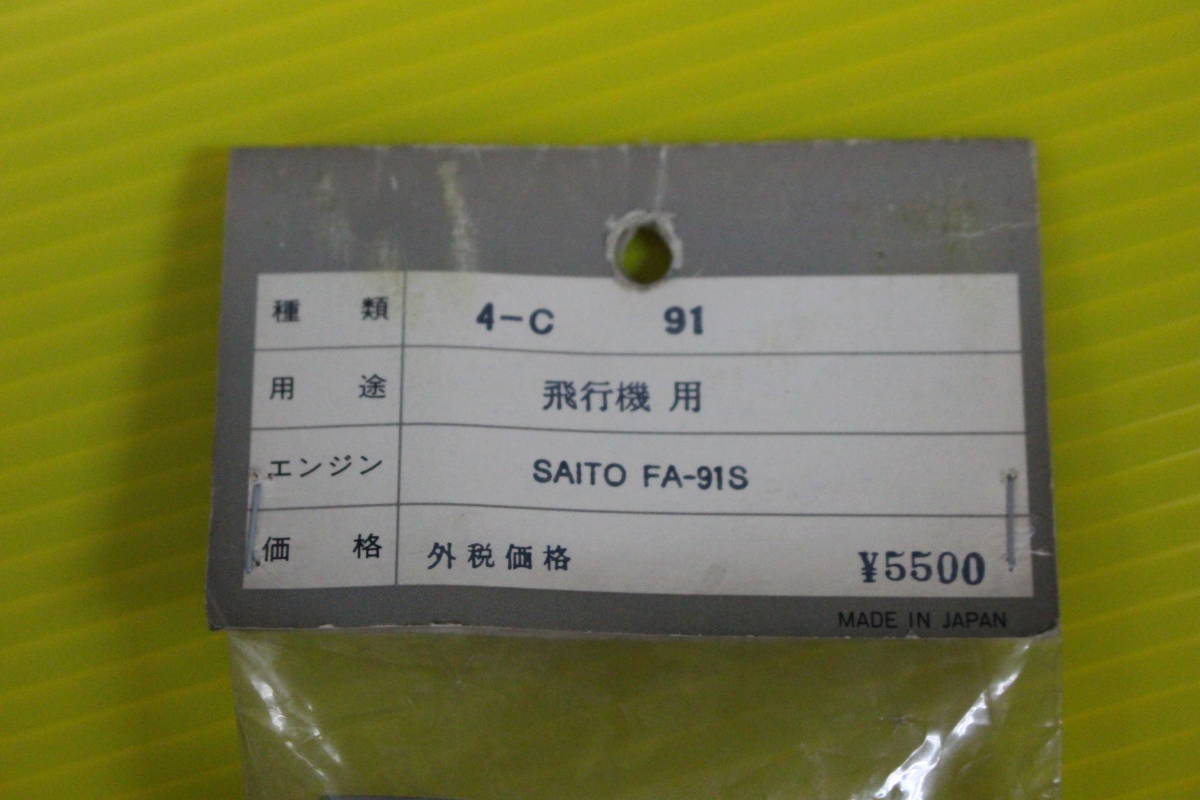 種類 4-C 91
用途 飛行機 用
エンジン SAITO FA-91S
価格 外税価格 ¥5500
MADE IN JAPAN